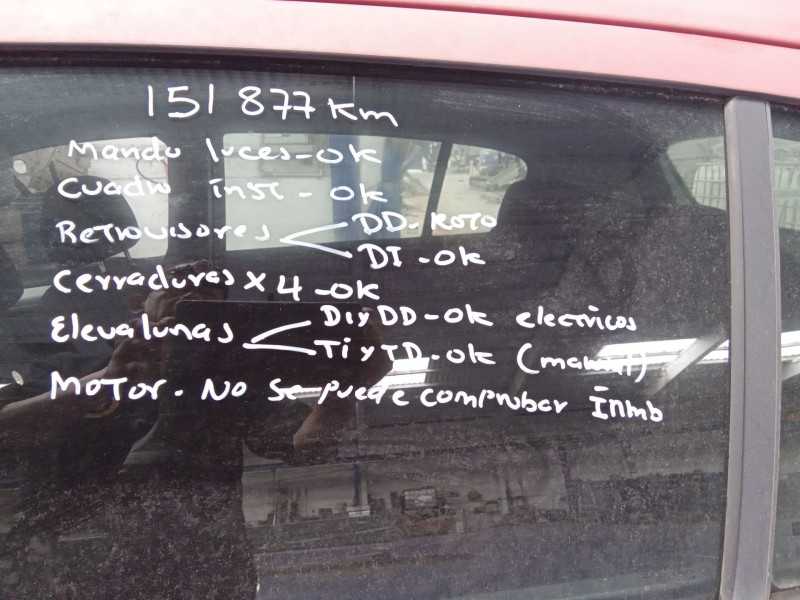 151 877 Km
Mando luces-OK
Cuadro inst - OK
Retrovisores DD-Roto
DI-OK
Cerraduras x 4 -OK
Elevalunas DI y DD-OK electricos
TI y TD-OK (manual)
MOTOR. No se puede comprobar Inmb